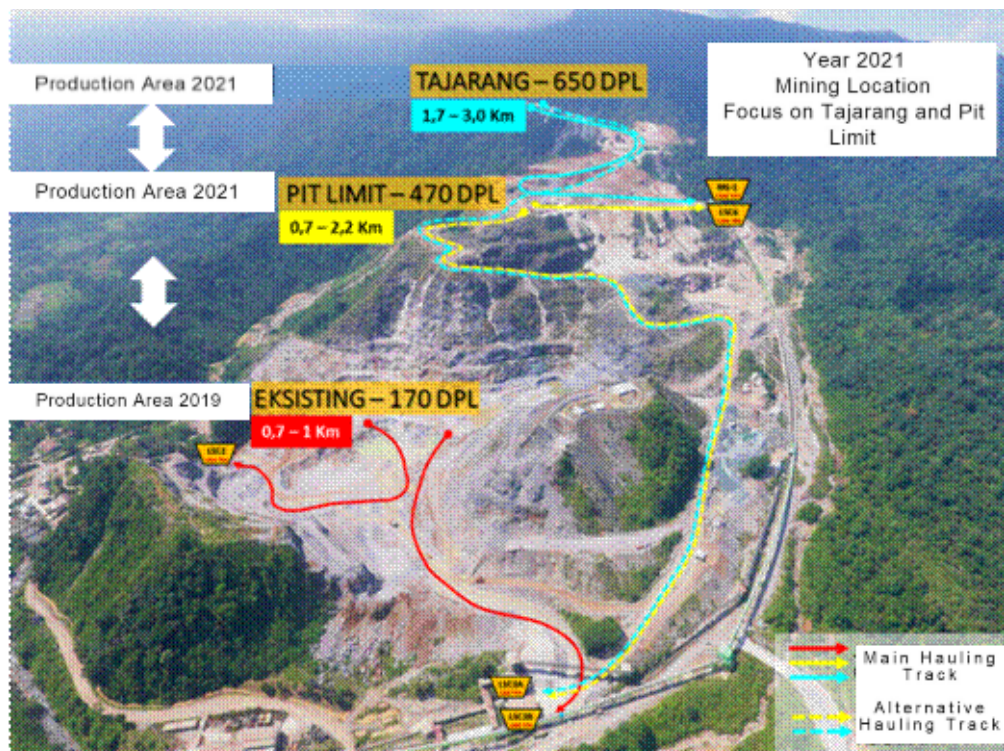 Production Area 2021
TAJARANG – 650 DPL
1,7 – 3,0 Km
Year 2021
Mining Location
Focus on Tajarang and Pit
Limit
Production Area 2021
PIT LIMIT – 470 DPL
0,7 – 2,2 Km
Production Area 2019
EKSISTING – 170 DPL
0,7 – 1 Km
Main Hauling
Track
Alternative
Hauling Track